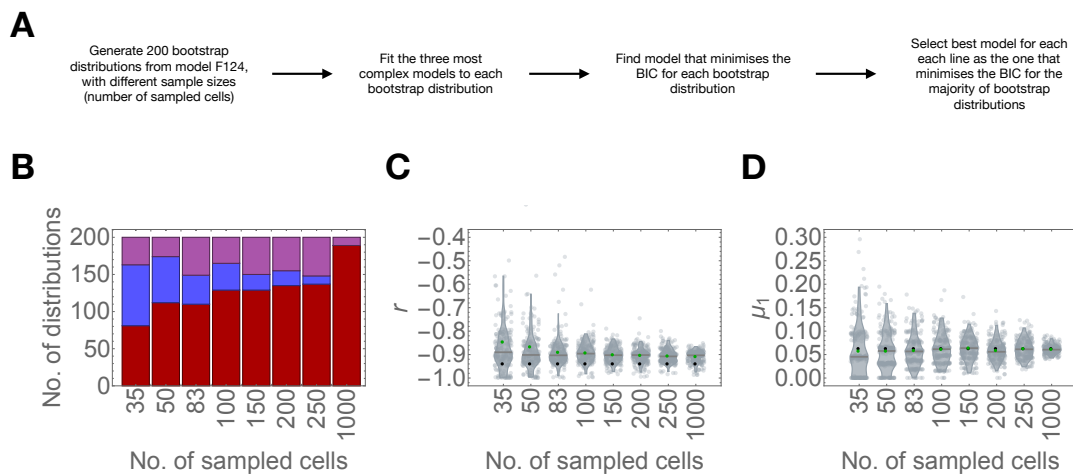 A
Generate 200 bootstrap
distributions from model F124,
with different sample sizes
(number of sampled cells)
Fit the three most
complex models to each
bootstrap distribution
Find model that minimises the
BIC for each bootstrap
distribution
Select best model for each
each line as the one that
minimises the BIC for the
majority of bootstrap
distributions
B
No. of distributions
200
150
100
50
0
35
50
83
100
150
200
250
1000
No. of sampled cells
C
r
−0.4
−0.5
−0.6
−0.7
−0.8
−0.9
−1.0
35
50
83
100
150
200
250
1000
No. of sampled cells
D
μ1
0.30
0.25
0.20
0.15
0.10
0.05
0.00
35
50
83
100
150
200
250
1000
No. of sampled cells